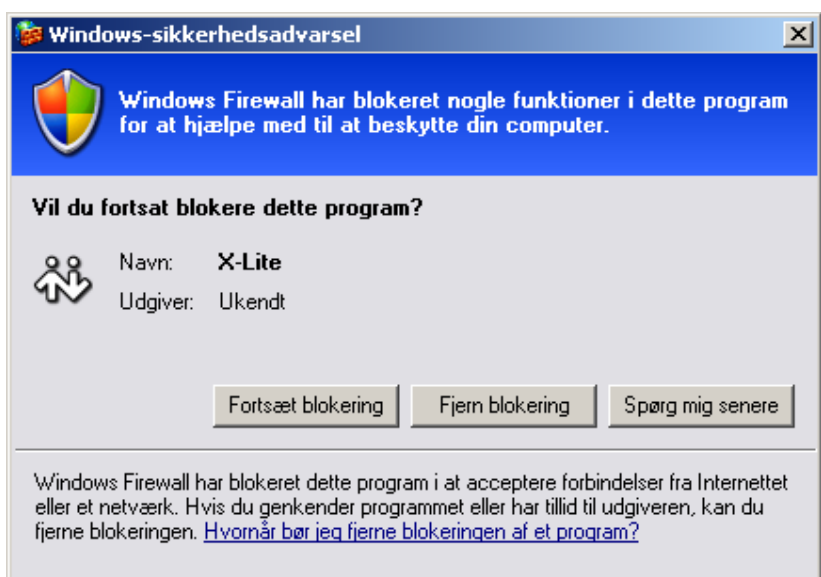 Windows-sikkerhedsadvarsel
Windows Firewall har blokeret nogle funktioner i dette program
for at hjælpe med til at beskytte din computer.
Vil du fortsat blokere dette program?
Navn: X-Lite
Udgiver: Ukendt
Fortsæt blokering Fjern blokering Spørg mig senere
Windows Firewall har blokeret dette program i at acceptere forbindelser fra Internettet
eller et netværk. Hvis du genkender programmet eller har tillid til udgiveren, kan du
fjerne blokeringen. Hvornår bør jeg fjerne blokeringen af et program?